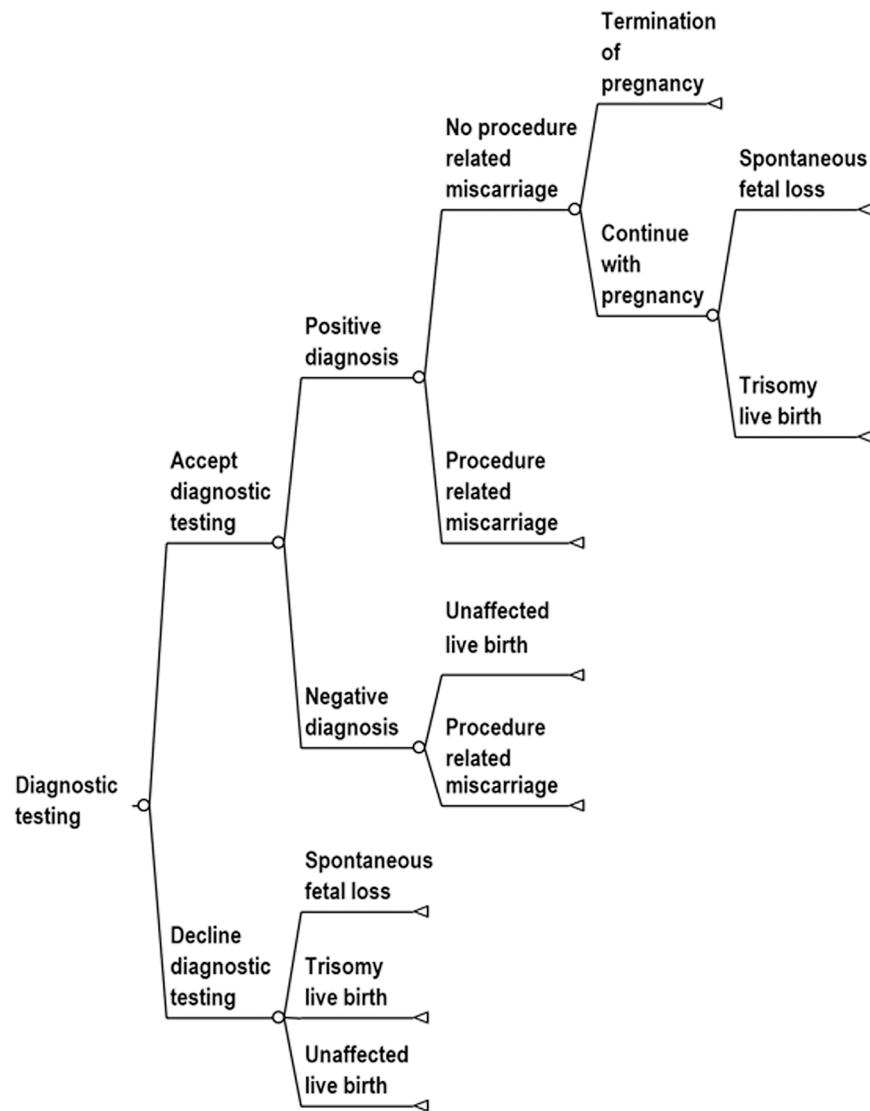 Termination
of
pregnancy
No procedure
related
miscarriage
Spontaneous
fetal loss
Continue
with
pregnancy
Positive
diagnosis
Trisomy
live birth
Accept
diagnostic
testing
Procedure
related
miscarriage
Unaffected
live birth
Negative
diagnosis
Procedure
related
miscarriage
Diagnostic
testing
Spontaneous
fetal loss
Decline
diagnostic
testing
Trisomy
live birth
Unaffected
live birth